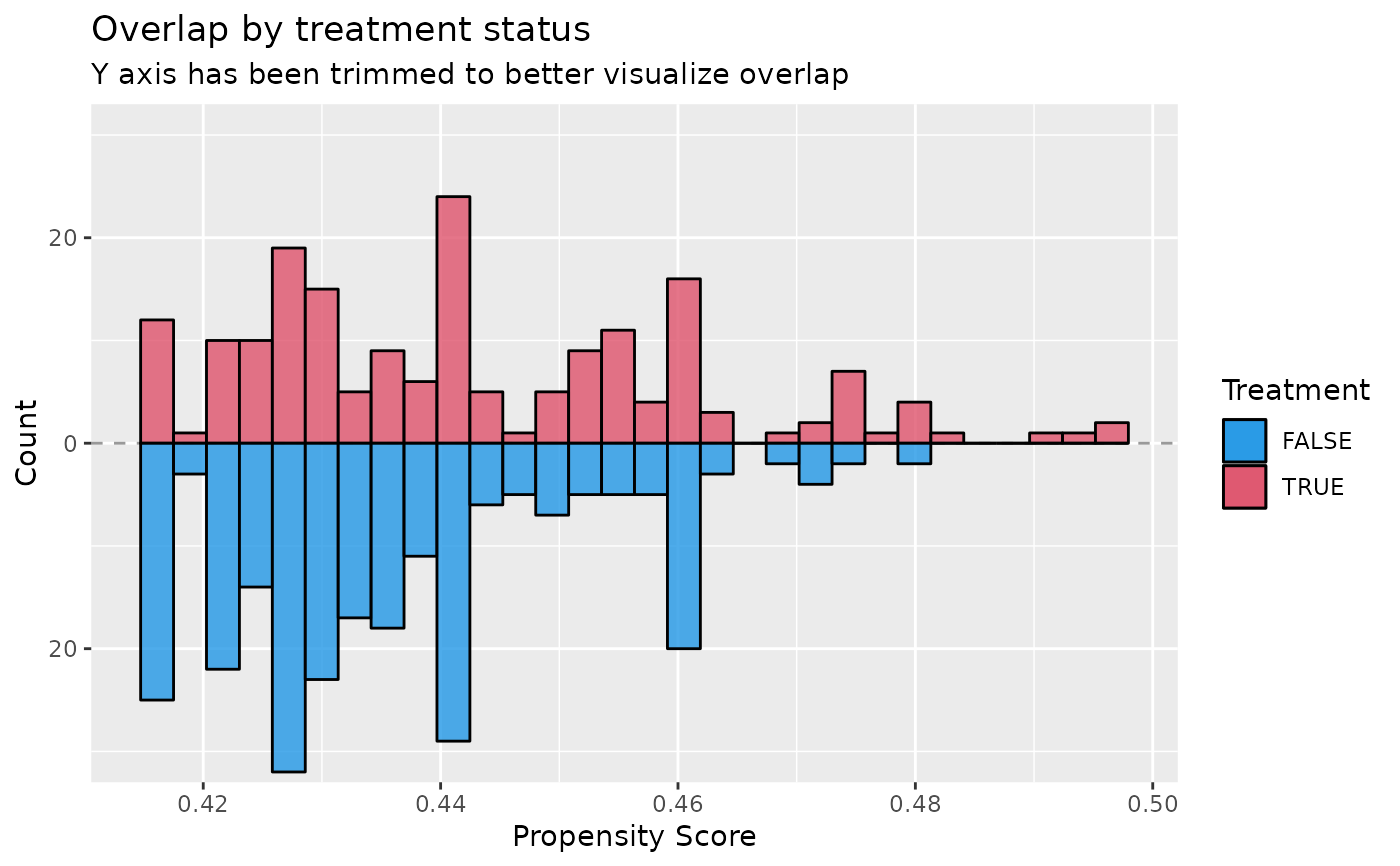 Overlap by treatment status
Y axis has been trimmed to better visualize overlap
20
0
20
Count
0.42 0.44 0.46 0.48 0.50
Propensity Score
Treatment
FALSE
TRUE